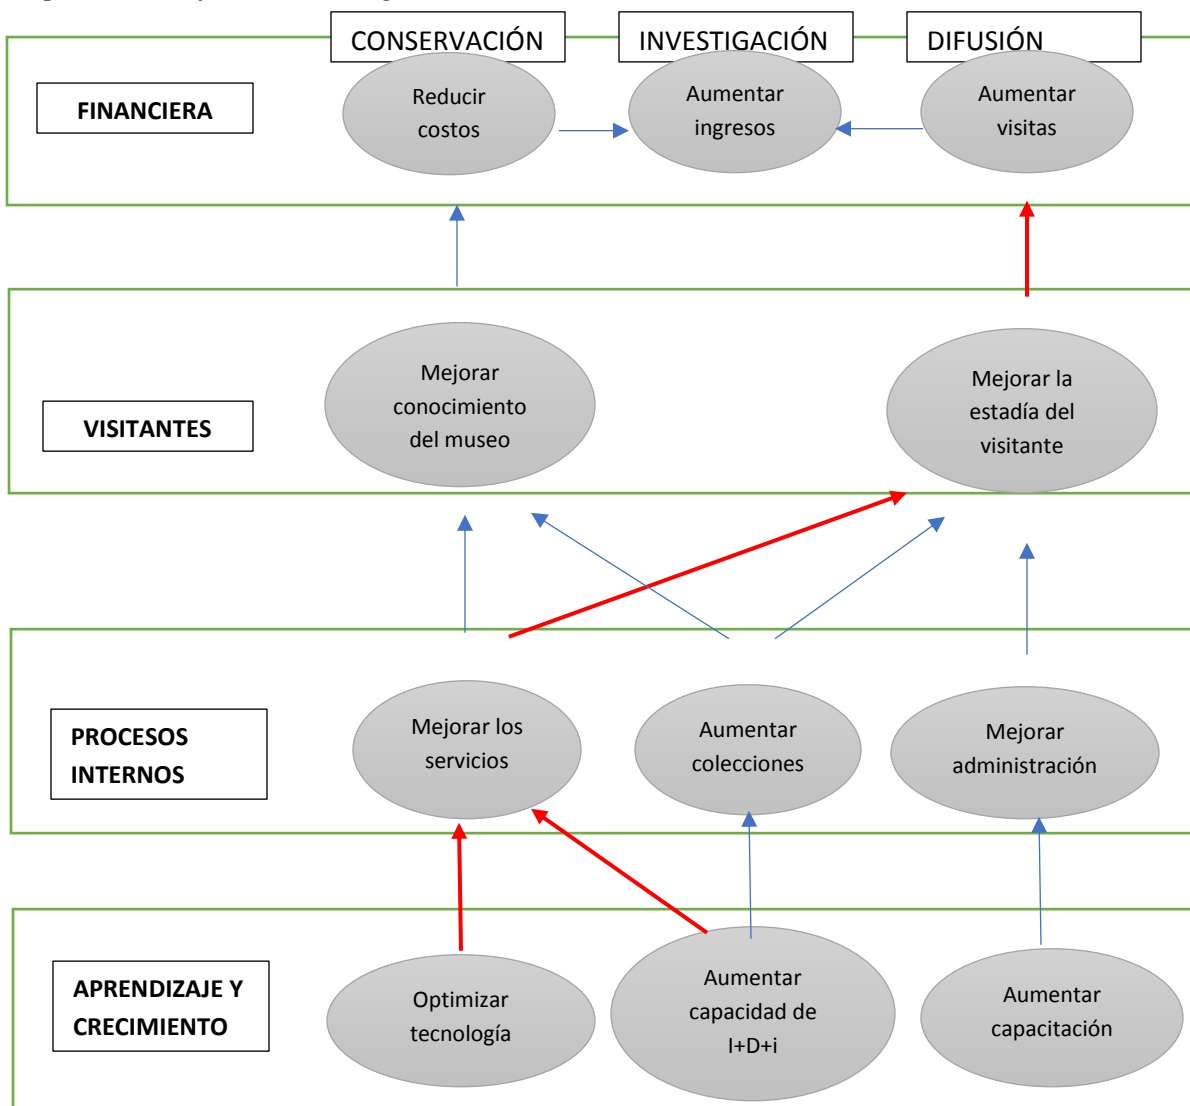 CONSERVACIÓN
INVESTIGACIÓN
DIFUSIÓN
FINANCIERA
Reducir
costos
Aumentar
ingresos
Aumentar
visitas
VISITANTES
Mejorar
conocimiento
del museo
Mejorar la
estadía del
visitante
PROCESOS
INTERNOS
Mejorar los
servicios
Aumentar
colecciones
Mejorar
administración
APRENDIZAJE Y
CRECIMIENTO
Optimizar
tecnología
Aumentar
capacidad de
I+D+i
Aumentar
capacitación